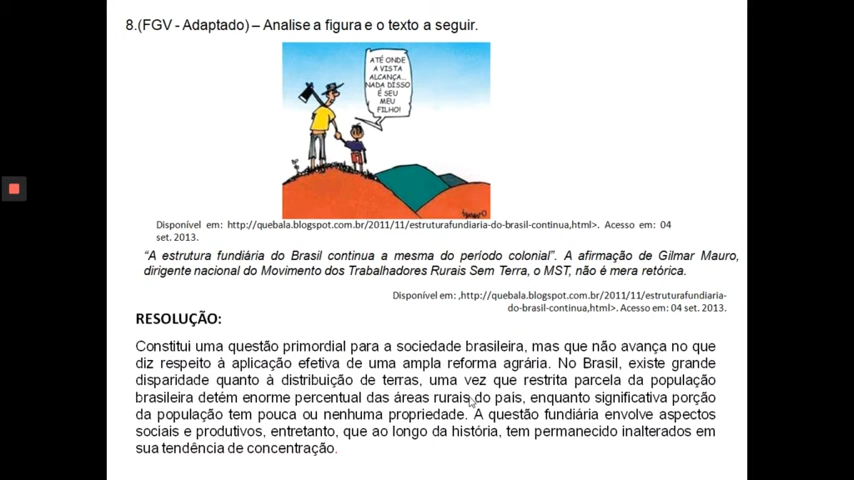 8.(FGV - Adaptado) – Analise a figura e o texto a seguir.
ATÉ ONDE
A VISTA
ALCANÇA...
NADA DISSO
É SEU
MEU
FILHO!
Disponível em: http://quebala.blogspot.com.br/2011/11/estruturafundiaria-do-brasil-continua,html>. Acesso em: 04
set. 2013.
“A estrutura fundiária do Brasil continua a mesma do período colonial”. A afirmação de Gilmar Mauro,
dirigente nacional do Movimento dos Trabalhadores Rurais Sem Terra, o MST, não é mera retórica.
Disponível em: ,http://quebala.blogspot.com.br/2011/11/estruturafundiaria-
do-brasil-continua,html>. Acesso em: 04 set. 2013.
RESOLUÇÃO:
Constitui uma questão primordial para a sociedade brasileira, mas que não avança no que
diz respeito à aplicação efetiva de uma ampla reforma agrária. No Brasil, existe grande
disparidade quanto à distribuição de terras, uma vez que restrita parcela da população
brasileira detém enorme percentual das áreas rurais do país, enquanto significativa porção
da população tem pouca ou nenhuma propriedade. A questão fundiária envolve aspectos
sociais e produtivos, entretanto, que ao longo da história, tem permanecido inalterados em
sua tendência de concentração.